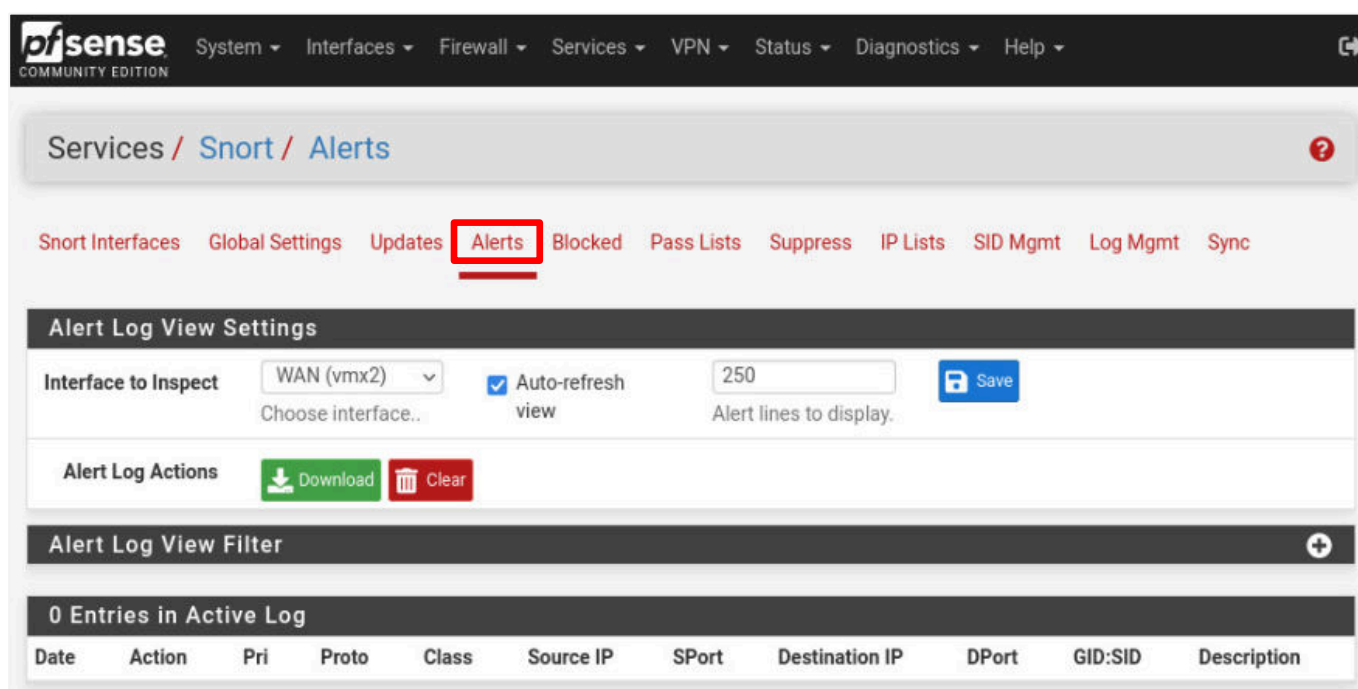 pfsense
COMMUNITY EDITION
System Interfaces Firewall Services VPN Status Diagnostics Help
Services / Snort / Alerts
Snort Interfaces Global Settings Updates Alerts Blocked Pass Lists Suppress IP Lists SID Mgmt Log Mgmt Sync
Alert Log View Settings
Interface to Inspect WAN (vmx2) Auto-refresh 250 Save
Choose interface.. view Alert lines to display.
Alert Log Actions Download Clear
Alert Log View Filter
0 Entries in Active Log
Date Action Pri Proto Class Source IP SPort Destination IP DPort GID:SID Description